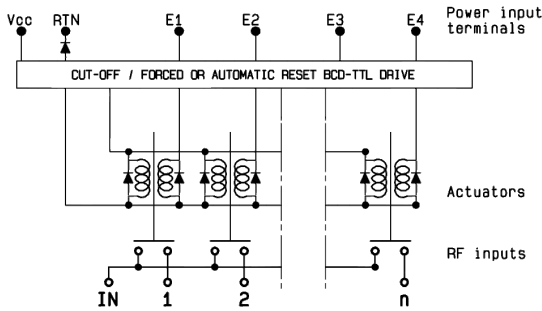 Vcc RTN E1 E2 E3 E4 Power input terminals
CUT-OFF / FORCED OR AUTOMATIC RESET BCD-TTL DRIVE
Actuators
RF inputs
IN 1 2 n